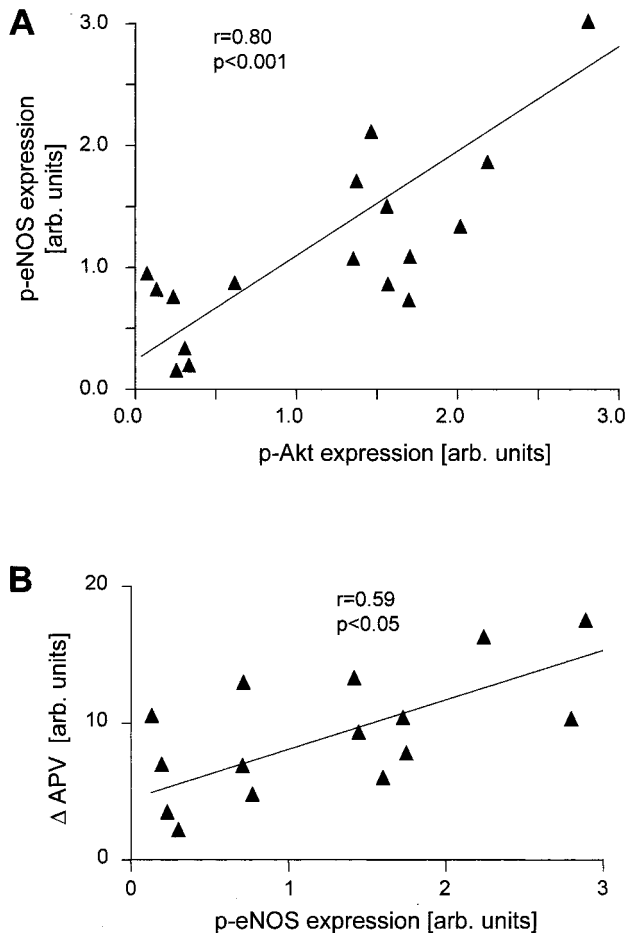 A
r=0.80
p<0.001
p-eNOS expression
[arb. units]
3.0
2.0
1.0
0.0
0.0 1.0 2.0 3.0
p-Akt expression [arb. units]
B
r=0.59
p<0.05
Δ APV [arb. units]
20
10
0
0 1 2 3
p-eNOS expression [arb. units]